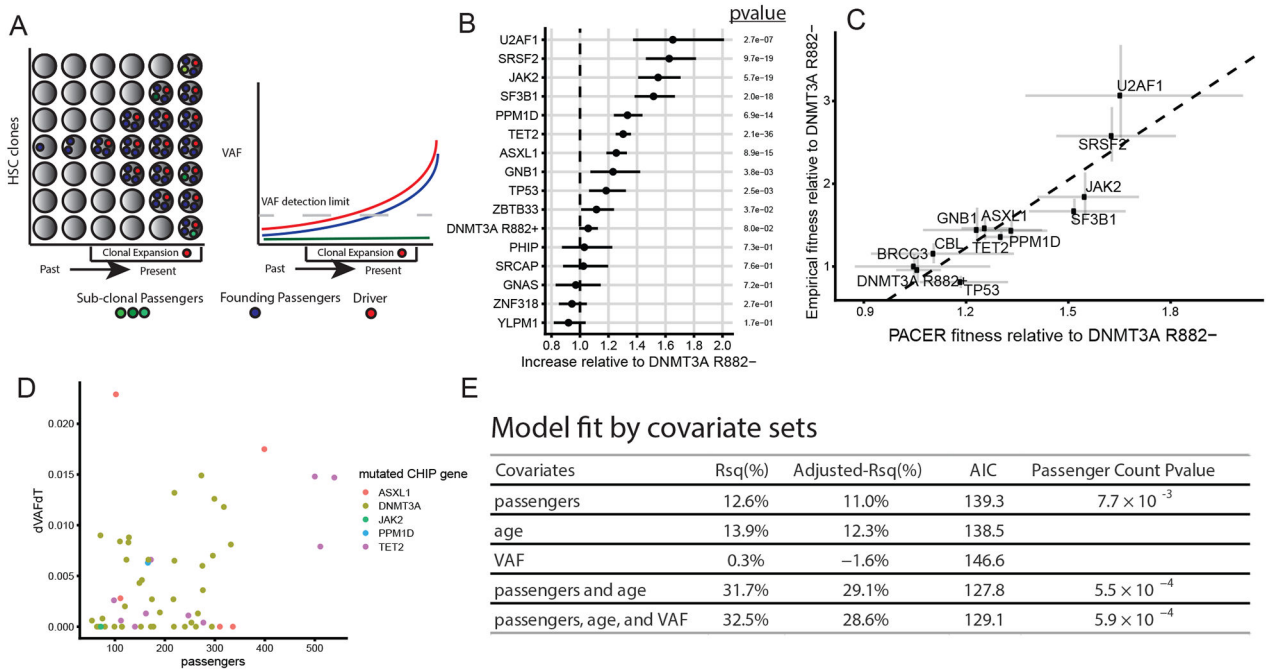 A
HSC clones
Clonal Expansion
Past
Present
VAF
VAF detection limit
Clonal Expansion
Past
Present
Sub-clonal Passengers
Founding Passengers
Driver
B
pvalue
U2AF1
2.7e−07
SRSF2
9.7e−19
JAK2
5.7e−19
SF3B1
2.0e−18
PPM1D
6.9e−14
TET2
2.1e−36
ASXL1
8.9e−15
GNB1
3.8e−03
TP53
2.5e−03
ZBTB33
3.7e−02
DNMT3A R882+
8.0e−02
PHIP
7.3e−01
SRCAP
7.6e−01
GNAS
7.2e−01
ZNF318
2.7e−01
YLPM1
1.7e−01
0.8 1.0 1.2 1.4 1.6 1.8 2.0
Increase relative to DNMT3A R882−
C
Empirical fitness relative to DNMT3A R882−
3
2
1
U2AF1
SRSF2
JAK2
SF3B1
GNB1
ASXL1
PPM1D
TET2
CBL
BRCC3
DNMT3A R882+
TP53
0.9 1.2 1.5 1.8
PACER fitness relative to DNMT3A R882−
D
dVAFdT
0.020
0.015
0.010
0.005
0.000
100 200 300 400 500
passengers
mutated CHIP gene
ASXL1
DNMT3A
JAK2
PPM1D
TET2
E
Model fit by covariate sets
Covariates Rsq(%) Adjusted-Rsq(%) AIC Passenger Count Pvalue
passengers 12.6% 11.0% 139.3 7.7 × 10 -3
age 13.9% 12.3% 138.5
VAF 0.3% −1.6% 146.6
passengers and age 31.7% 29.1% 127.8 5.5 × 10 −4
passengers, age, and VAF 32.5% 28.6% 129.1 5.9 × 10 −4